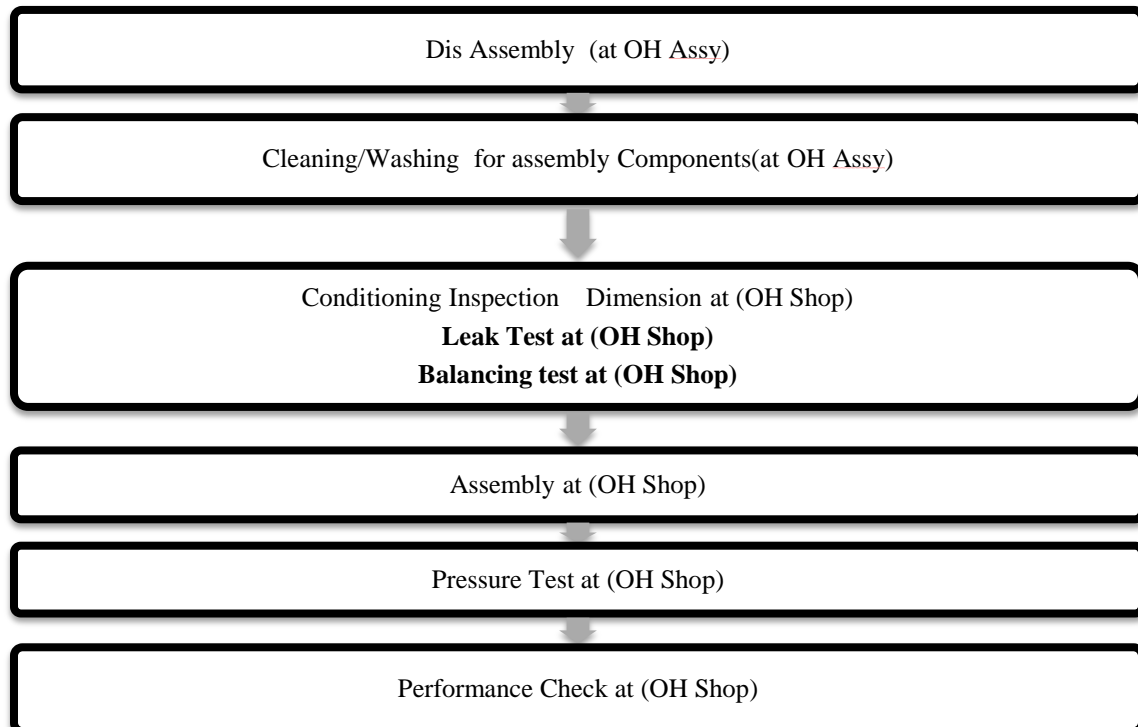 Dis Assembly (at OH Assy)
Cleaning/Washing for assembly Components(at OH Assy)
Conditioning Inspection Dimension at (OH Shop)
Leak Test at (OH Shop)
Balancing test at (OH Shop)
Assembly at (OH Shop)
Pressure Test at (OH Shop)
Performance Check at (OH Shop)